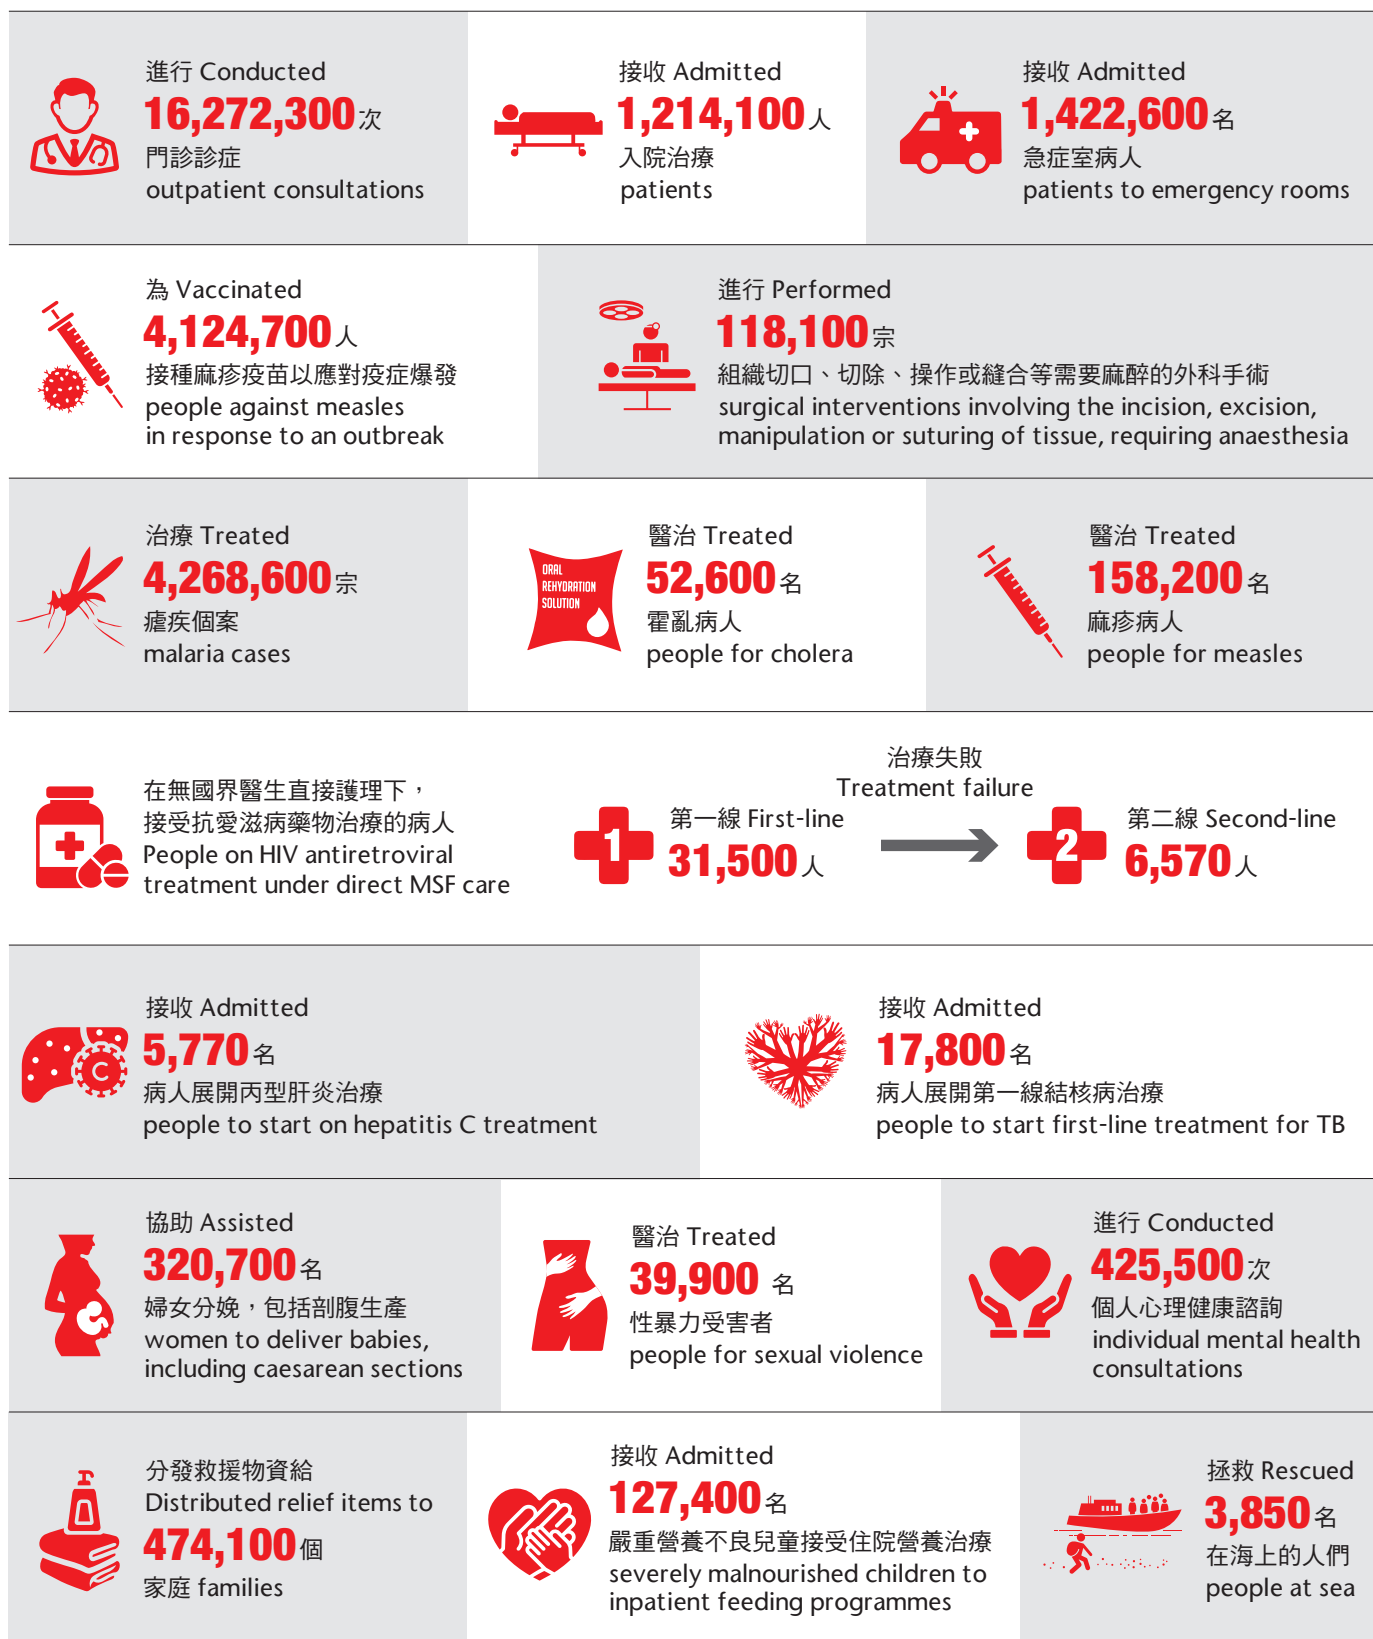 進行 Conducted
16,272,300次
門診診症
outpatient consultations
接收 Admitted
1,214,100人
入院治療
patients
接收 Admitted
1,422,600名
急症室病人
patients to emergency rooms
為 Vaccinated
4,124,700人
接種麻疹疫苗以應對疫症爆發
people against measles
in response to an outbreak
進行 Performed
118,100宗
組織切口、切除、操作或縫合等需要麻醉的外科手術
surgical interventions involving the incision, excision,
manipulation or suturing of tissue, requiring anaesthesia
治療 Treated
4,268,600宗
瘧疾個案
malaria cases
ORAL
REHYDRATION
SOLUTION
醫治 Treated
52,600名
霍亂病人
people for cholera
醫治 Treated
158,200名
麻疹病人
people for measles
在無國界醫生直接護理下，
接受抗愛滋病藥物治療的病人
People on HIV antiretroviral
treatment under direct MSF care
1
第一線 First-line
31,500人
治療失敗
Treatment failure
2
第二線 Second-line
6,570人
C
接收 Admitted
5,770名
病人展開丙型肝炎治療
people to start on hepatitis C treatment
接收 Admitted
17,800名
病人展開第一線結核病治療
people to start first-line treatment for TB
協助 Assisted
320,700名
婦女分娩，包括剖腹生產
women to deliver babies,
including caesarean sections
醫治 Treated
39,900 名
性暴力受害者
people for sexual violence
進行 Conducted
425,500次
個人心理健康諮詢
individual mental health
consultations
分發救援物資給
Distributed relief items to
474,100個
家庭 families
接收 Admitted
127,400名
嚴重營養不良兒童接受住院營養治療
severely malnourished children to
inpatient feeding programmes
拯救 Rescued
3,850名
在海上的人們
people at sea